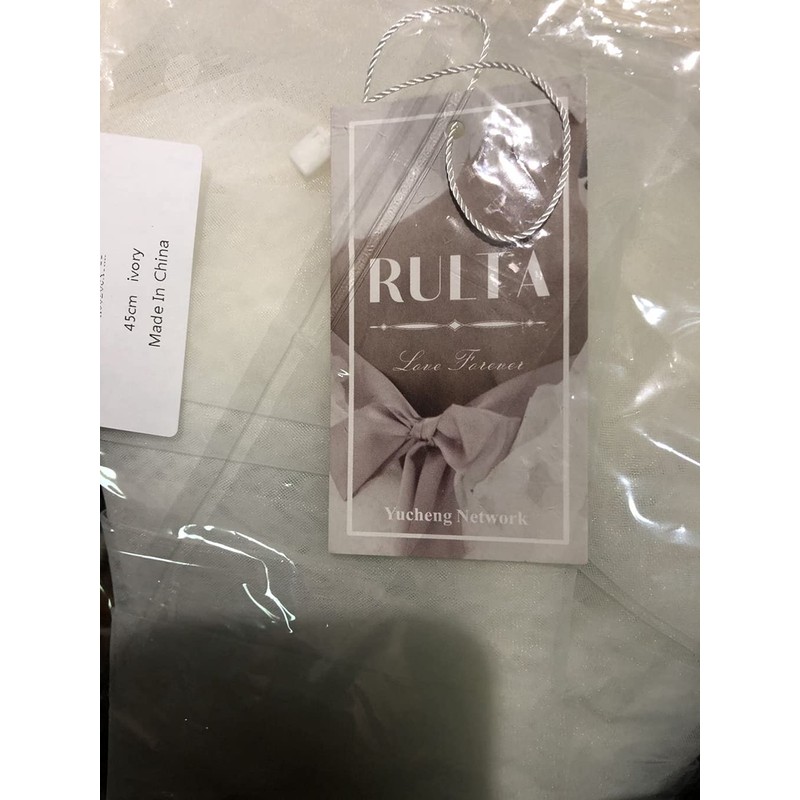 45cm ivory
Made In China
RULTA
Love Forever
Yucheng Network